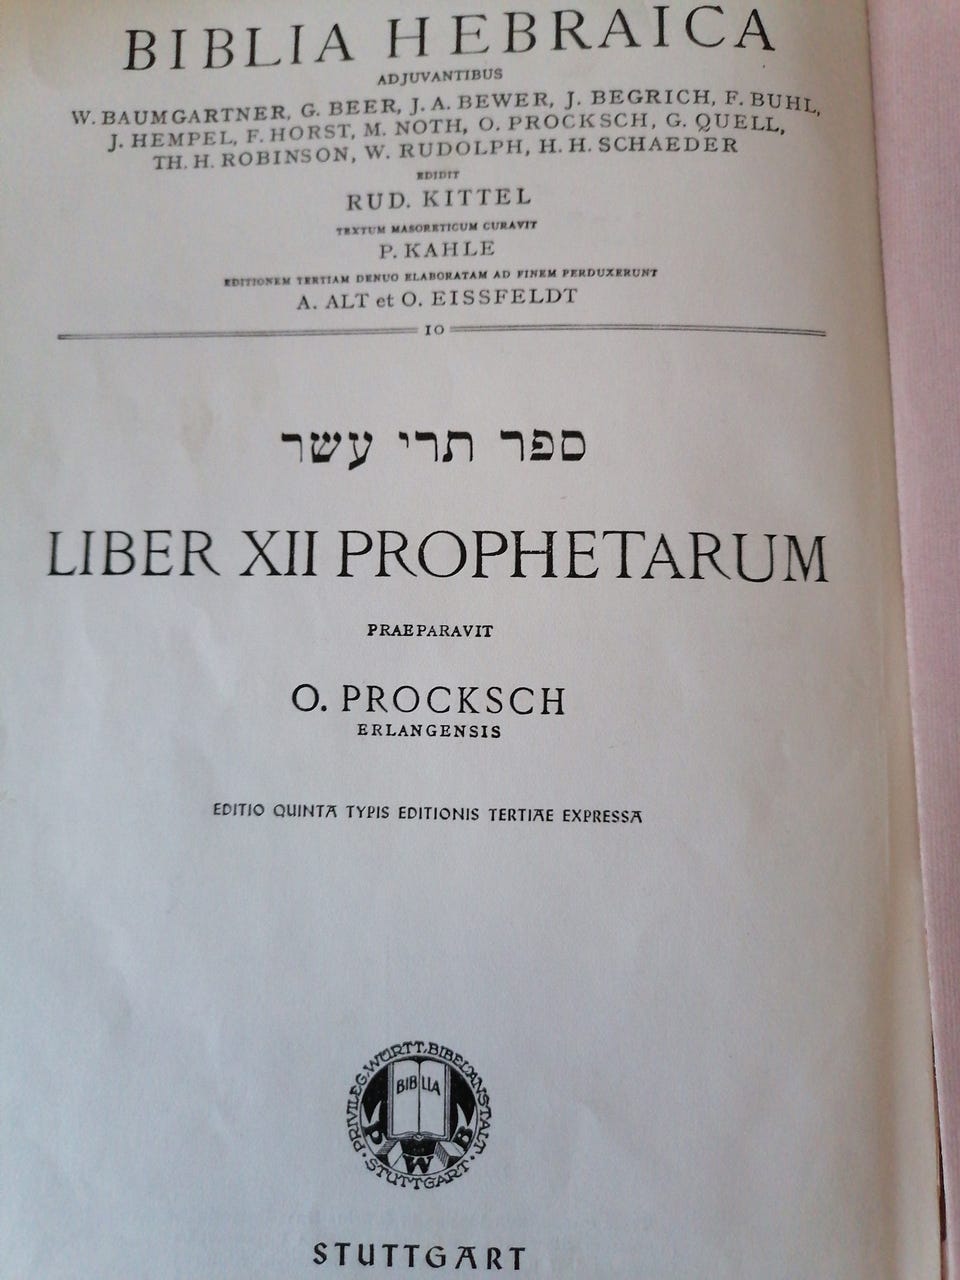 BIBLIA HEBRAICA
ADJUVANTIBUS
W. BAUMGARTNER, G. BEER, J. A. BEWER, J. BEGRICH, F. BUHL,
J. HEMPEL, F. HORST, M. NOTH, O. PROCKSCH, G. QUELL,
TH. H. ROBINSON, W. RUDOLPH, H. H. SCHAEDER
EDIDIT
RUD. KITTEL
TEXTUM MASORETICUM CURAVIT
P. KAHLE
EDITIONEM TERTIAM DENUO ELABORATAM AD FINEM PERDUXERUNT
A. ALT et O. EISSFELDT
10
ספר תרי עשר
LIBER XII PROPHETARUM
PRAEPARAVIT
O. PROCKSCH
ERLANGENSIS
EDITIO QUINTA TYPIS EDITIONIS TERTIAE EXPRESSA
PRIVILEG. WÜRTT. BIBELANSTALT
BIBLIA
P W B
· STUTTGART ·
STUTTGART